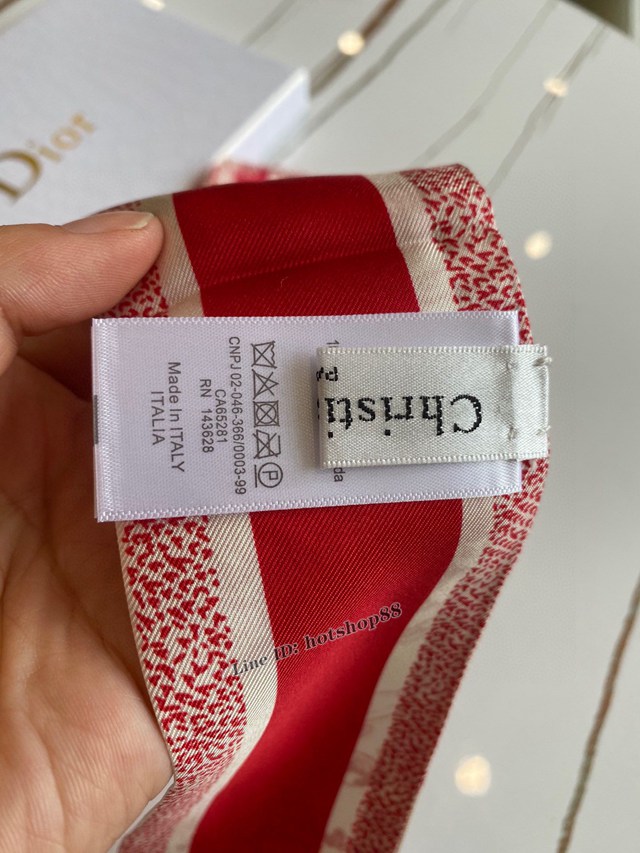 Dior
Christi
CNPJ 02-046-366/0003-99
CA65281
RN 143628
Made In ITALY
ITALIA
Line ID: hotshop88